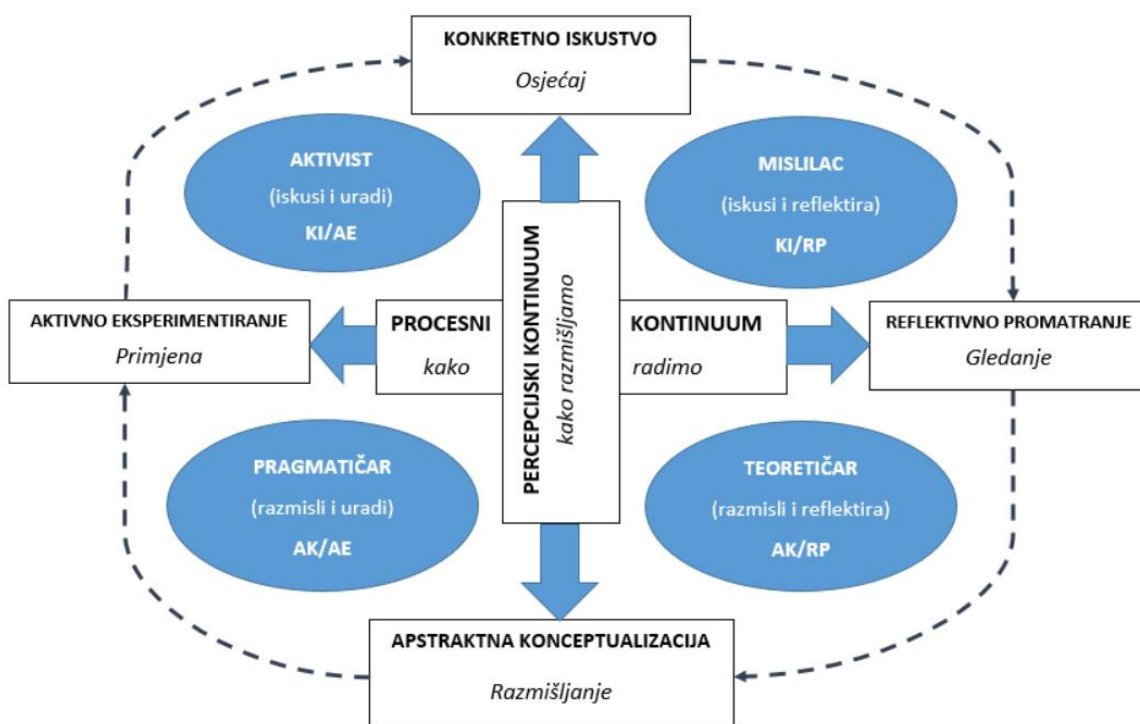 KONKRETNO ISKUSTVO
Osjećaj
AKTIVIST
(iskusi i uradi)
KI/AE
MISLILAC
(iskusi i reflektira)
KI/RP
PERCEPCIJSKI KONTINUUM
kako razmišljamo
AKTIVNO EKSPERIMENTIRANJE
Primjena
PROCESNI KONTINUUM
kako radimo
REFLEKTIVNO PROMATRANJE
Gledanje
PRAGMATIČAR
(razmisli i uradi)
AK/AE
TEORETIČAR
(razmisli i reflektira)
AK/RP
APSTRAKTNA KONCEPTUALIZACIJA
Razmišljanje